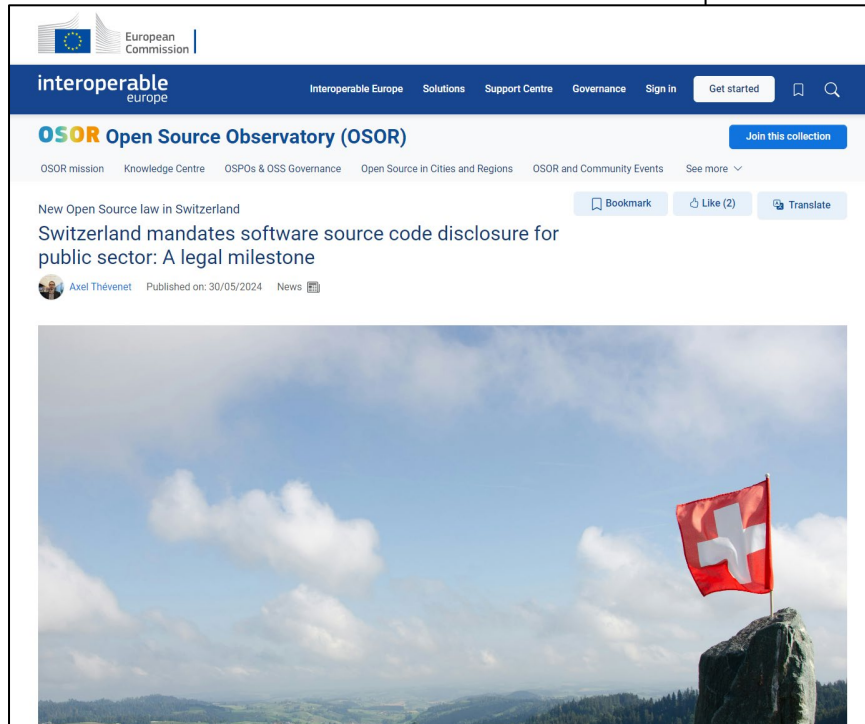 European
Commission
interoperable
europe
Interoperable Europe Solutions Support Centre Governance Sign in Get started
OSOR Open Source Observatory (OSOR)
Join this collection
OSOR mission Knowledge Centre OSPOs & OSS Governance Open Source in Cities and Regions OSOR and Community Events See more
New Open Source law in Switzerland
Bookmark Like (2) Translate
Switzerland mandates software source code disclosure for
public sector: A legal milestone
Axel Thévenet Published on: 30/05/2024 News